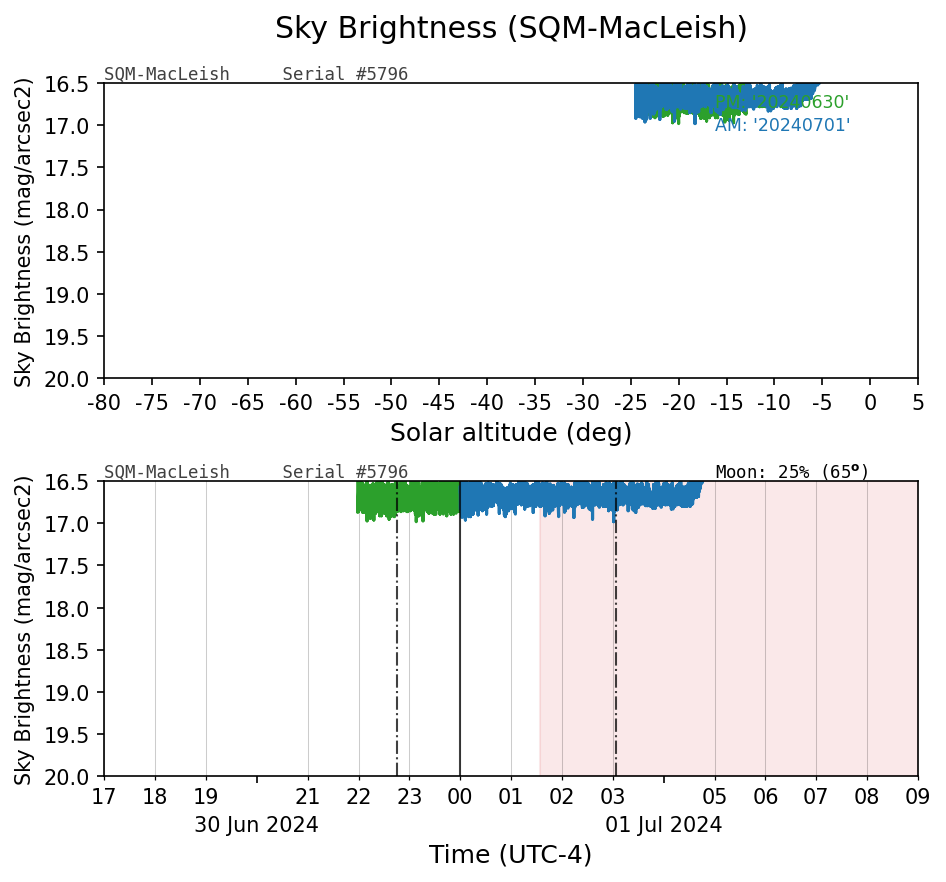 Sky Brightness (SQM-MacLeish)
SQM-MacLeish     Serial #5796
16.5
17.0
17.5
18.0
18.5
19.0
19.5
20.0
Sky Brightness (mag/arcsec2)
PM: '20240630'
AM: '20240701'
-80 -75 -70 -65 -60 -55 -50 -45 -40 -35 -30 -25 -20 -15 -10 -5 0 5
Solar altitude (deg)
SQM-MacLeish     Serial #5796
Moon: 25% (65°)
16.5
17.0
17.5
18.0
18.5
19.0
19.5
20.0
Sky Brightness (mag/arcsec2)
17 18 19 21 22 23 00 01 02 03 05 06 07 08 09
30 Jun 2024 01 Jul 2024
Time (UTC-4)